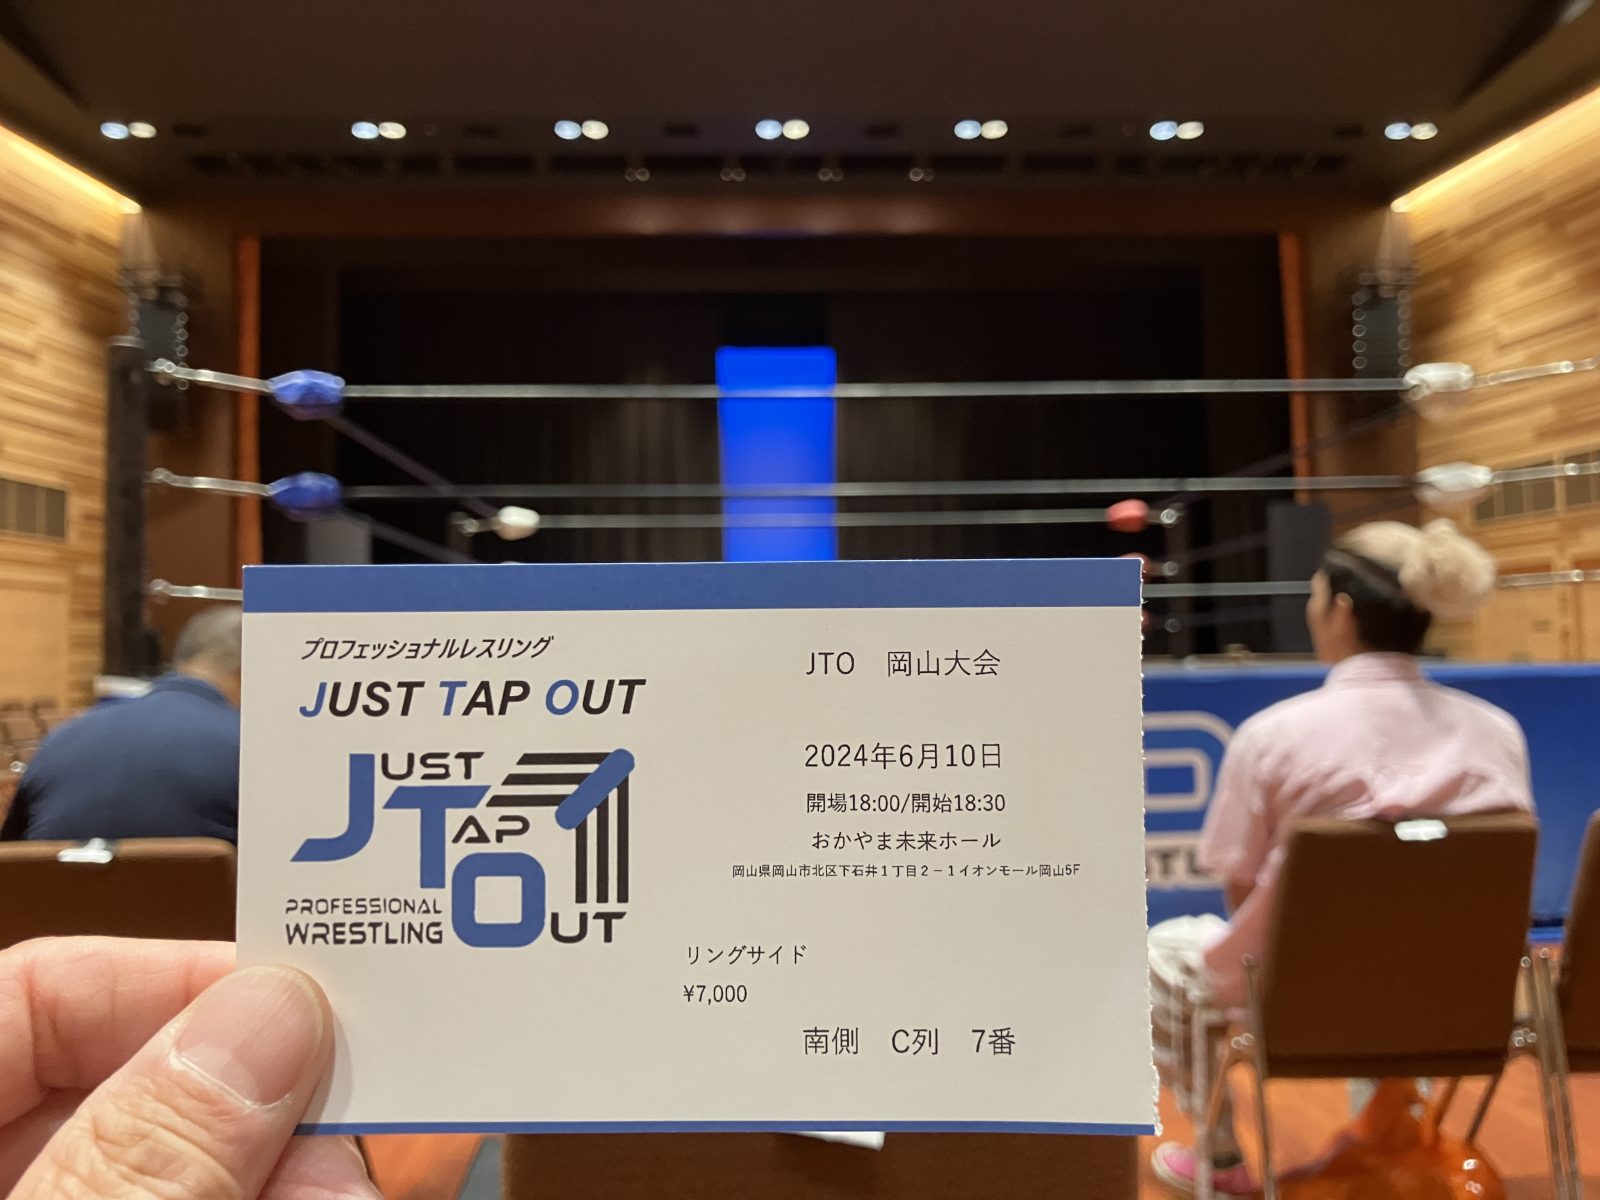 プロフェッショナルレスリング
JUST TAP OUT
JUST
TAP
OUT
PROFESSIONAL
WRESTLING
JTO 岡山大会
2024年6月10日
開場18:00/開始18:30
おかやま未来ホール
岡山県岡山市北区下石井1丁目2-1イオンモール岡山5F
リングサイド
¥7,000
南側 C列 7番